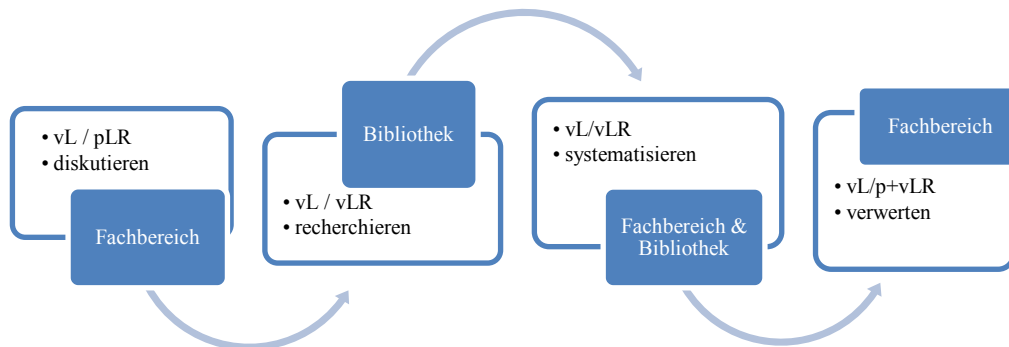 • vL / pLR
• diskutieren
Fachbereich
Bibliothek
• vL / vLR
• recherchieren
• vL/vLR
• systematisieren
Fachbereich &
Bibliothek
Fachbereich
• vL/p+vLR
• verwerten